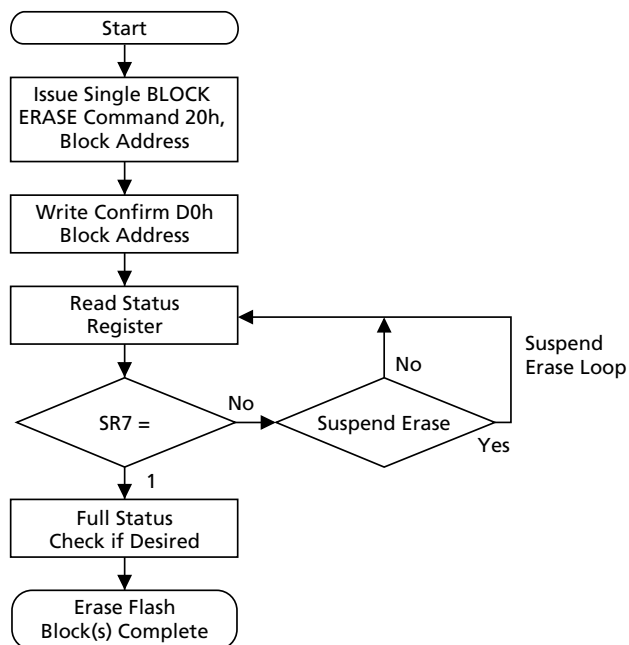 Start
Issue Single BLOCK
ERASE Command 20h,
Block Address
Write Confirm D0h
Block Address
Read Status
Register
Suspend
Erase Loop
No
No
SR7 =
Suspend Erase
Yes
1
Full Status
Check if Desired
Erase Flash
Block(s) Complete